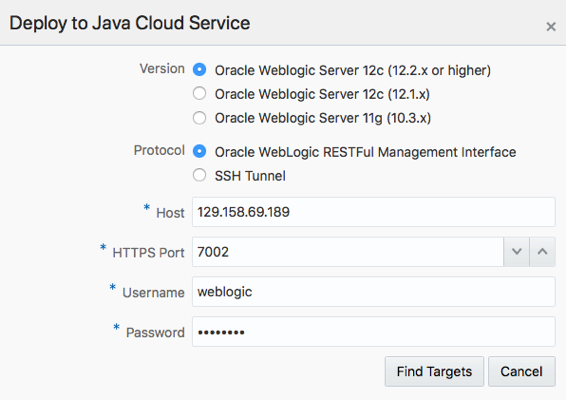 Deploy to Java Cloud Service ×
Version Oracle Weblogic Server 12c (12.2.x or higher)
Oracle Weblogic Server 12c (12.1.x)
Oracle Weblogic Server 11g (10.3.x)
Protocol Oracle WebLogic RESTFul Management Interface
SSH Tunnel
* Host 129.158.69.189
* HTTPS Port 7002
* Username weblogic
* Password ••••••••
Find Targets Cancel